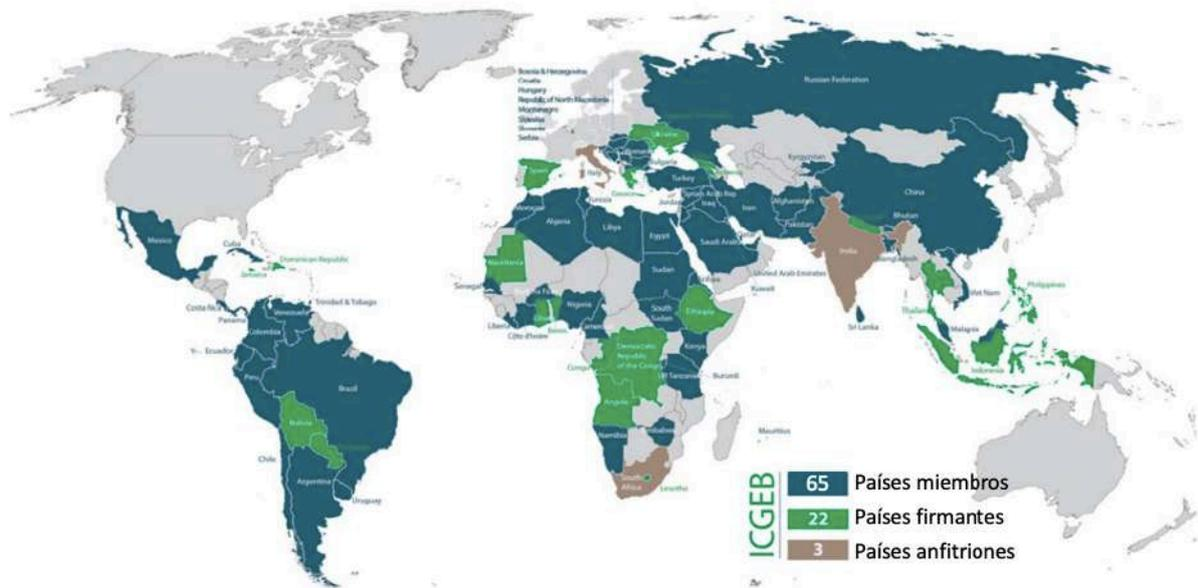 Bosnia & Herzegovina
Croatia
Hungary
Republic of North Macedonia
Montenegro
Slovenia
Serbia
Russian Federation
Ukraine
Kyrgyzstan
Spain
Italy
Bulgaria
Greece
Turkey
China
Tunisia
Syrian Arab Rep
Jordan
Iraq
Iran
Afghanistan
Morocco
Algeria
Libya
Egypt
Pakistan
Bhutan
Saudi Arabia
India
Bangladesh
Mexico
Cuba
Dominican Republic
Jamaica
Mauritania
Sudan
Eritrea
United Arab Emirates
Kuwait
Philippines
Senegal
Viet Nam
Costa Rica
Trinidad & Tobago
Panama
Venezuela
Nigeria
South
Sudan
Ethiopia
Thailand
Sri Lanka
Malaysia
Colombia
Liberia
Côte d'Ivoire
Benin
Ecuador
Democratic
Republic
of the Congo
Kenya
Congo
Indonesia
Peru
Brazil
UR Tanzania
Burundi
Angola
Bolivia
Namibia
Zimbabwe
Mauritius
Chile
Argentina
Uruguay
South
Africa
Lesotho
ICGEB
65 Países miembros
22 Países firmantes
3 Países anfitriones